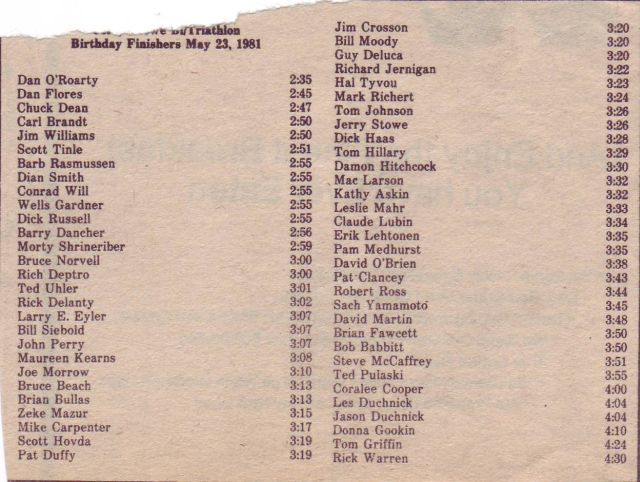 Bi/Triathlon
Birthday Finishers May 23, 1981
Dan O'Roarty 2:35
Dan Flores 2:45
Chuck Dean 2:47
Carl Brandt 2:50
Jim Williams 2:50
Scott Tinle 2:51
Barb Rasmussen 2:55
Dian Smith 2:55
Conrad Will 2:55
Wells Gardner 2:55
Dick Russell 2:55
Barry Dancher 2:56
Morty Shrineriber 2:59
Bruce Norveil 3:00
Rich Deptro 3:00
Ted Uhler 3:01
Rick Delanty 3:02
Larry E. Eyler 3:07
Bill Siebold 3:07
John Perry 3:07
Maureen Kearns 3:08
Joe Morrow 3:10
Bruce Beach 3:13
Brian Bullas 3:13
Zeke Mazur 3:15
Mike Carpenter 3:17
Scott Hovda 3:19
Pat Duffy 3:19
Jim Crosson 3:20
Bill Moody 3:20
Guy Deluca 3:20
Richard Jernigan 3:22
Hal Tyvou 3:23
Mark Richert 3:24
Tom Johnson 3:26
Jerry Stowe 3:26
Dick Haas 3:28
Tom Hillary 3:29
Damon Hitchcock 3:30
Mac Larson 3:32
Kathy Askin 3:32
Leslie Mahr 3:33
Claude Lubin 3:34
Erik Lehtonen 3:35
Pam Medhurst 3:35
David O'Brien 3:38
Pat Clancey 3:43
Robert Ross 3:44
Sach Yamamoto 3:45
David Martin 3:48
Brian Fawcett 3:50
Bob Babbitt 3:50
Steve McCaffrey 3:51
Ted Pulaski 3:55
Coralee Cooper 4:00
Les Duchnick 4:04
Jason Duchnick 4:04
Donna Gookin 4:10
Tom Griffin 4:24
Rick Warren 4:30